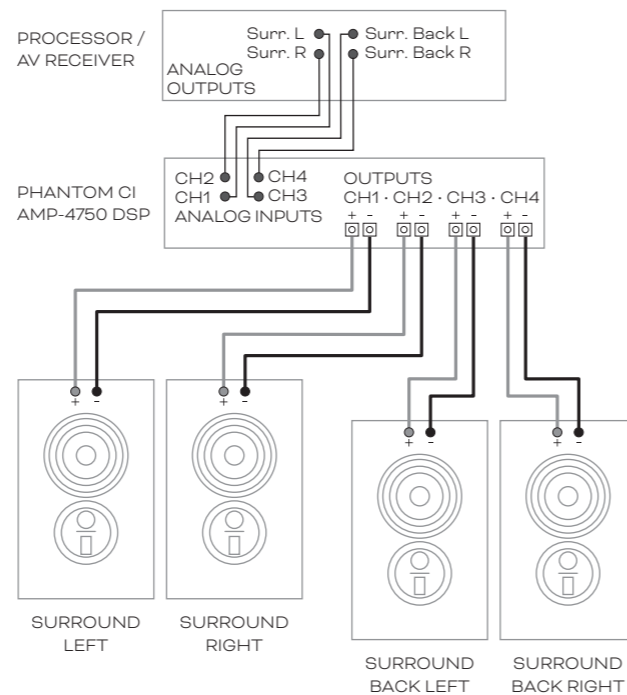 PROCESSOR /
AV RECEIVER
Surr. L
Surr. R
Surr. Back L
Surr. Back R
ANALOG
OUTPUTS
PHANTOM CI
AMP-4750 DSP
CH2
CH1
CH4
CH3
ANALOG INPUTS
OUTPUTS
CH1 · CH2 · CH3 · CH4
+ - + - + - + -
+ -
+ -
+ -
+ -
SURROUND
LEFT
SURROUND
RIGHT
SURROUND
BACK LEFT
SURROUND
BACK RIGHT